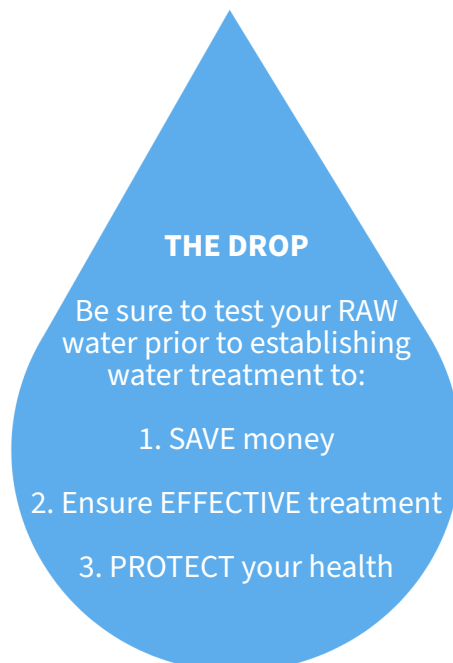 THE DROP
Be sure to test your RAW
water prior to establishing
water treatment to:
1. SAVE money
2. Ensure EFFECTIVE treatment
3. PROTECT your health